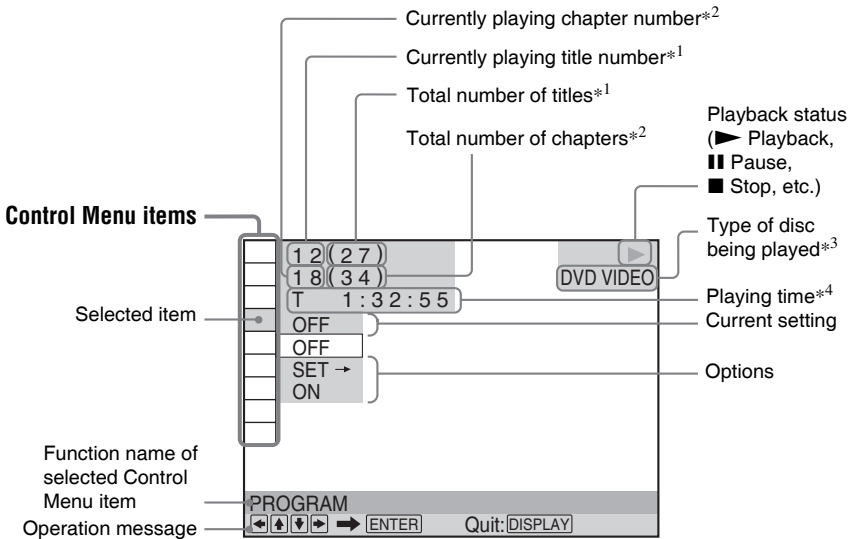 Currently playing chapter number*2
Currently playing title number*1
Total number of titles*1
Total number of chapters*2
Playback status
(▶ Playback,
⏸ Pause,
■ Stop, etc.)
Control Menu items
Type of disc
being played*3
12(27)
18(34)
DVD VIDEO
T 1:32:55
Playing time*4
Selected item
OFF
Current setting
OFF
SET →
ON
Options
Function name of
selected Control
Menu item
PROGRAM
Operation message
←↑↓→ ➡ ENTER Quit: DISPLAY